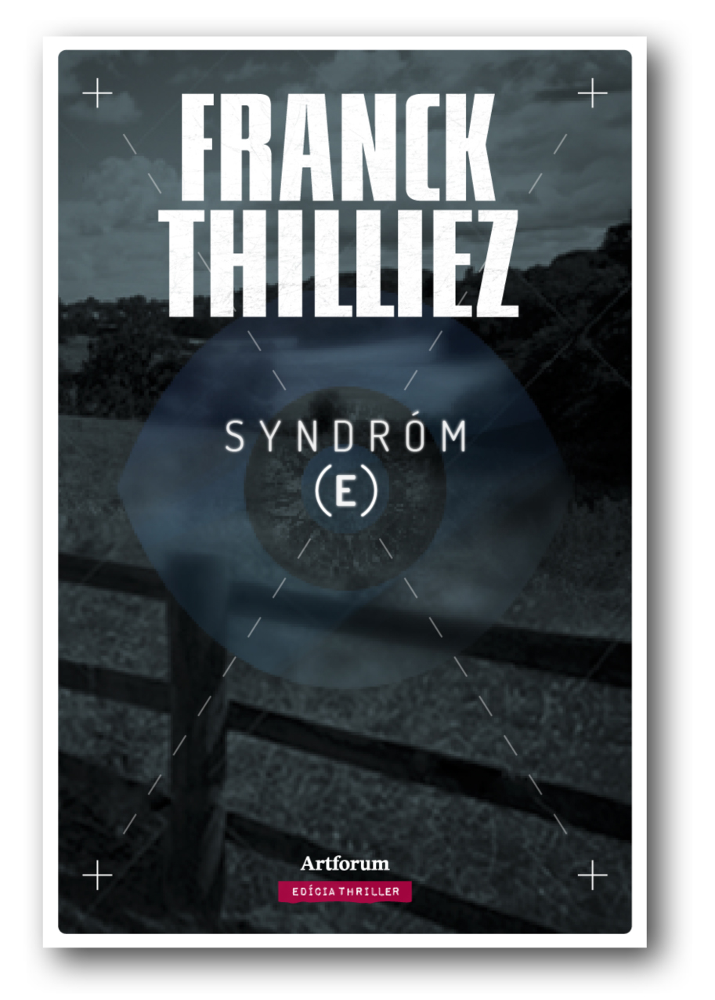 FRANCK
THILLIEZ
SYNDRÓM
(E)
Artforum
EDÍCIA THRILLER